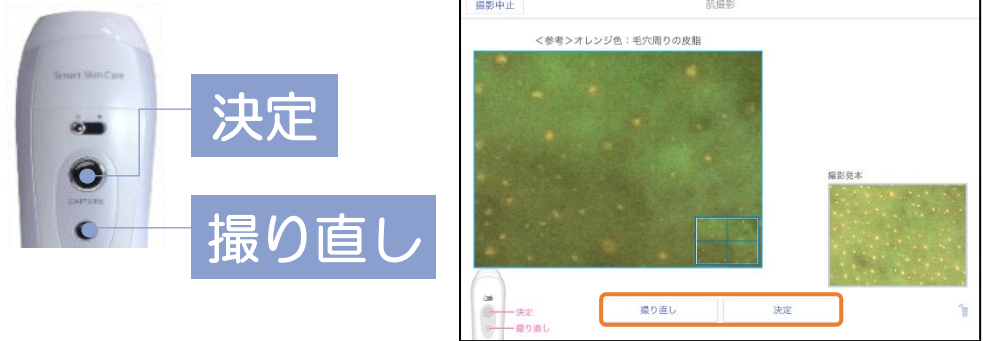 Smart Skin Care
決定
CAPTURE
撮り直し
撮影中止
肌撮影
<参考>オレンジ色:毛穴周りの皮脂
撮影見本
決定
撮り直し
撮り直し
決定